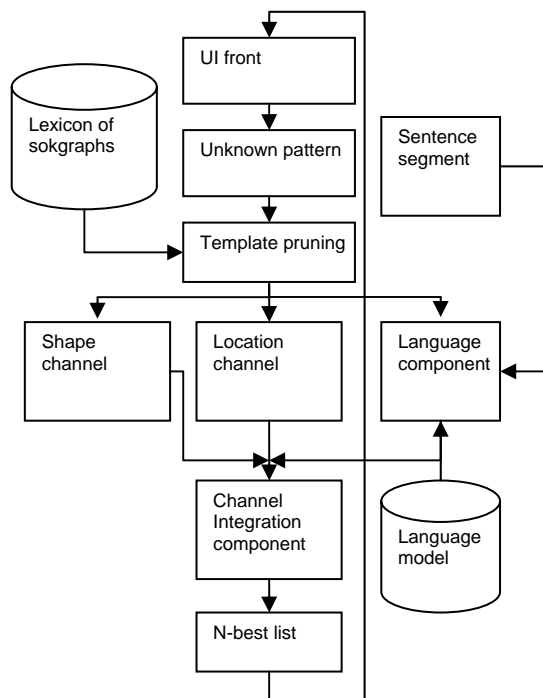 UI front
Lexicon of
sokgraphs
Unknown pattern
Sentence
segment
Template pruning
Shape
channel
Location
channel
Language
component
Channel
Integration
component
Language
model
N-best list